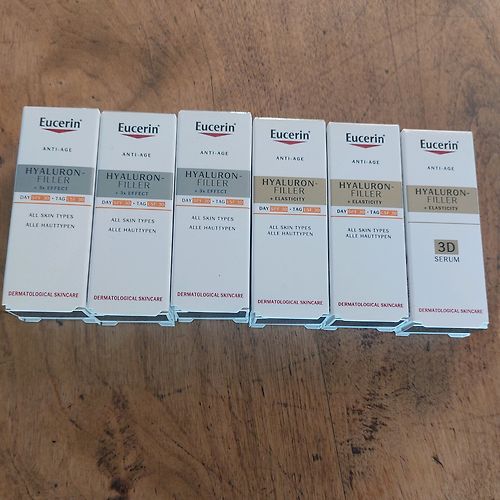 Eucerin
ANTI-AGE
HYALURON-
FILLER
+ 3x EFFECT
DAY SPF 30 • TAG LSF 30
ALL SKIN TYPES
ALLE HAUTTYPEN
DERMATOLOGICAL SKINCARE
Eucerin
ANTI-AGE
HYALURON-
FILLER
+ 3x EFFECT
DAY SPF 30 • TAG LSF 30
ALL SKIN TYPES
ALLE HAUTTYPEN
DERMATOLOGICAL SKINCARE
Eucerin
ANTI-AGE
HYALURON-
FILLER
+ 3x EFFECT
DAY SPF 30 • TAG LSF 30
ALL SKIN TYPES
ALLE HAUTTYPEN
DERMATOLOGICAL SKINCARE
Eucerin
ANTI-AGE
HYALURON-
FILLER
+ ELASTICITY
DAY SPF 30 • TAG LSF 30
ALL SKIN TYPES
ALLE HAUTTYPEN
DERMATOLOGICAL SKINCARE
Eucerin
ANTI-AGE
HYALURON-
FILLER
+ ELASTICITY
DAY SPF 30 • TAG LSF 30
ALL SKIN TYPES
ALLE HAUTTYPEN
DERMATOLOGICAL SKINCARE
Eucerin
ANTI-AGE
HYALURON-
FILLER
+ ELASTICITY
3D
SERUM
DERMATOLOGICAL SKINCARE